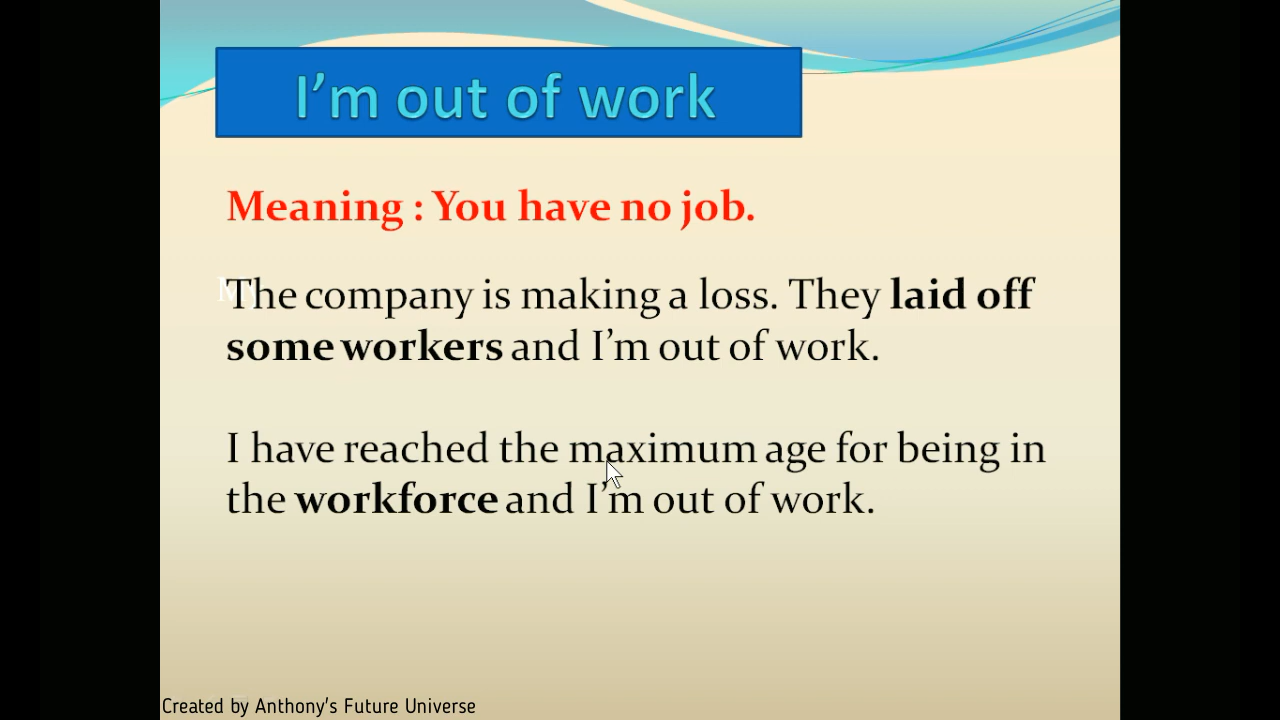 I'm out of work
Meaning : You have no job.
The company is making a loss. They laid off
some workers and I'm out of work.
I have reached the maximum age for being in
the workforce and I'm out of work.
Created by Anthony's Future Universe